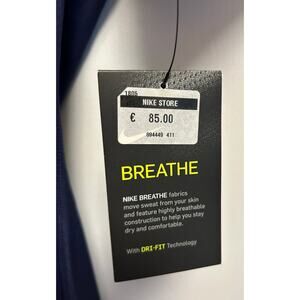 1805
NIKE STORE
€ 85.00
894449 411
BREATHE
NIKE BREATHE fabrics
move sweat from your skin
and feature highly breathable
construction to help you stay
dry and comfortable.
With DRI-FIT Technology